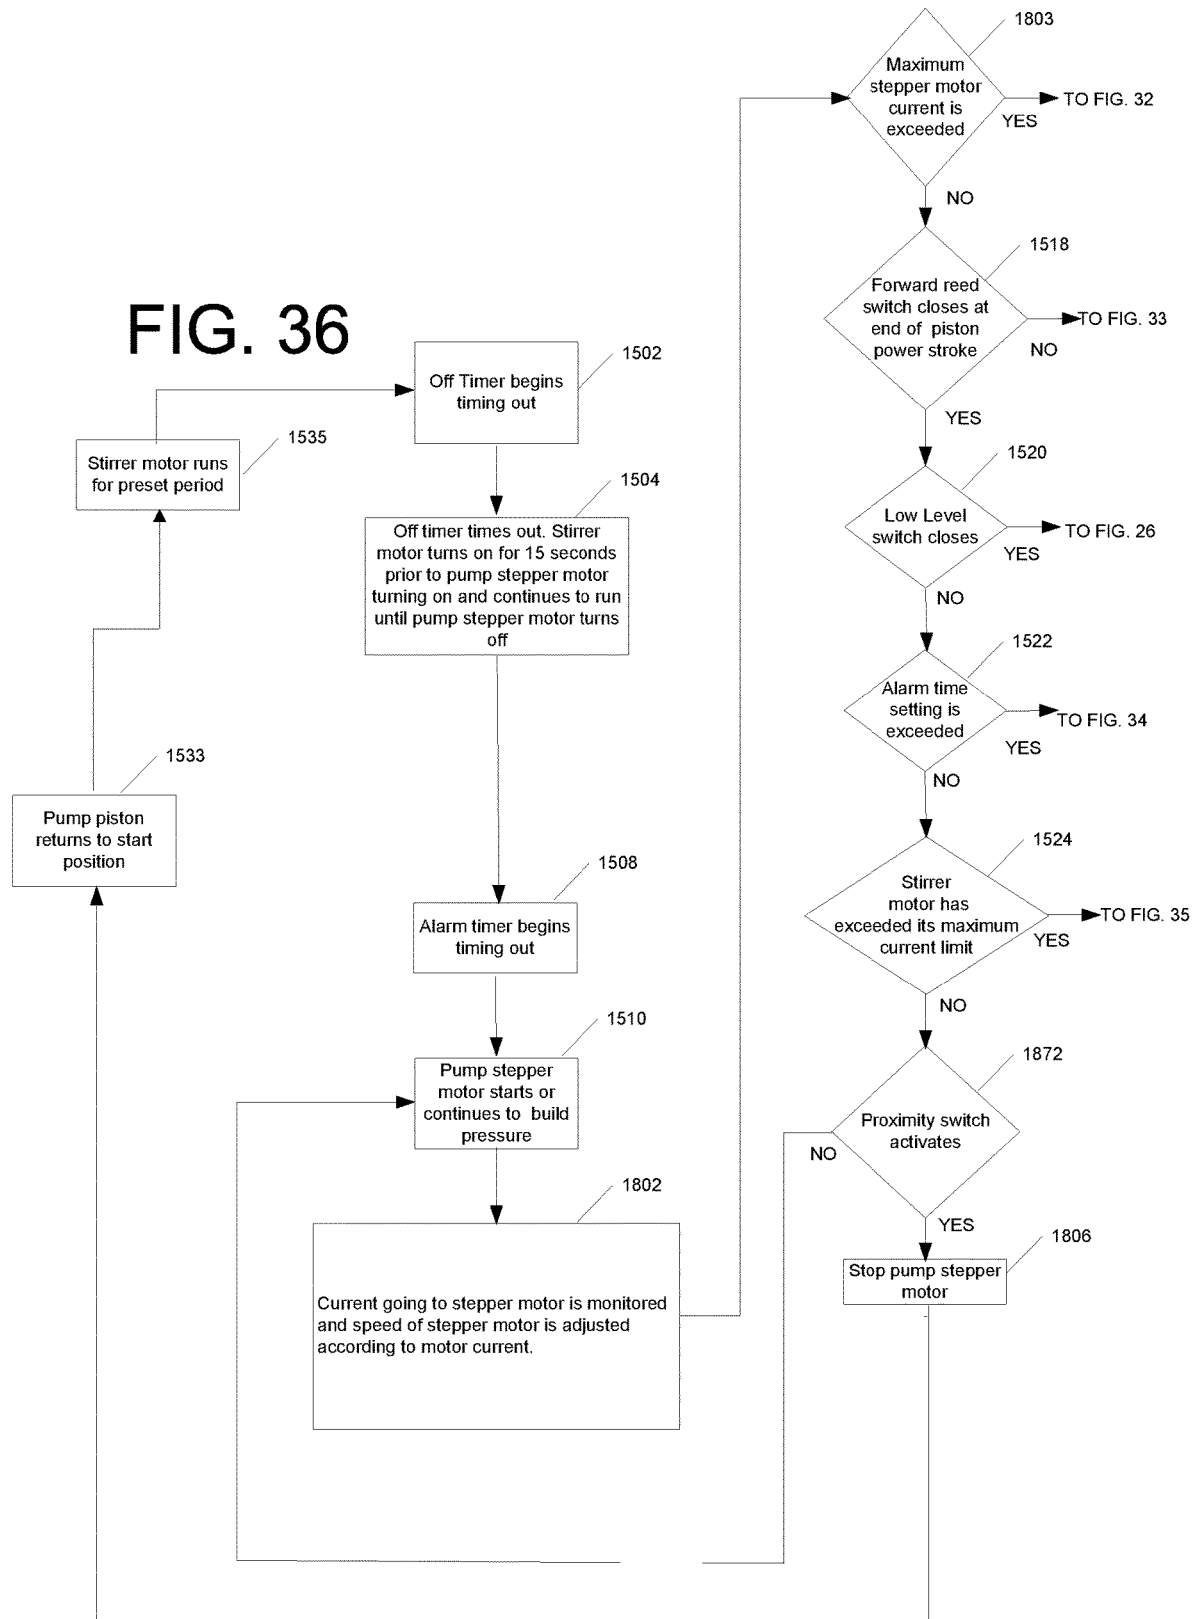 FIG. 36
1535
Stirrer motor runs
for preset period
1533
Pump piston
returns to start
position
1502
Off Timer begins
timing out
1504
Off timer times out. Stirrer
motor turns on for 15 seconds
prior to pump stepper motor
turning on and continues to run
until pump stepper motor turns
off
1508
Alarm timer begins
timing out
1510
Pump stepper
motor starts or
continues to build
pressure
1802
Current going to stepper motor is monitored
and speed of stepper motor is adjusted
according to motor current.
1803
Maximum
stepper motor
current is
exceeded
TO FIG. 32
YES
NO
1518
Forward reed
switch closes at
end of piston
power stroke
TO FIG. 33
NO
YES
1520
Low Level
switch closes
TO FIG. 26
YES
NO
1522
Alarm time
setting is
exceeded
TO FIG. 34
YES
NO
1524
Stirrer
motor has
exceeded its maximum
current limit
TO FIG. 35
YES
NO
1872
Proximity switch
activates
NO
YES
1806
Stop pump stepper
motor